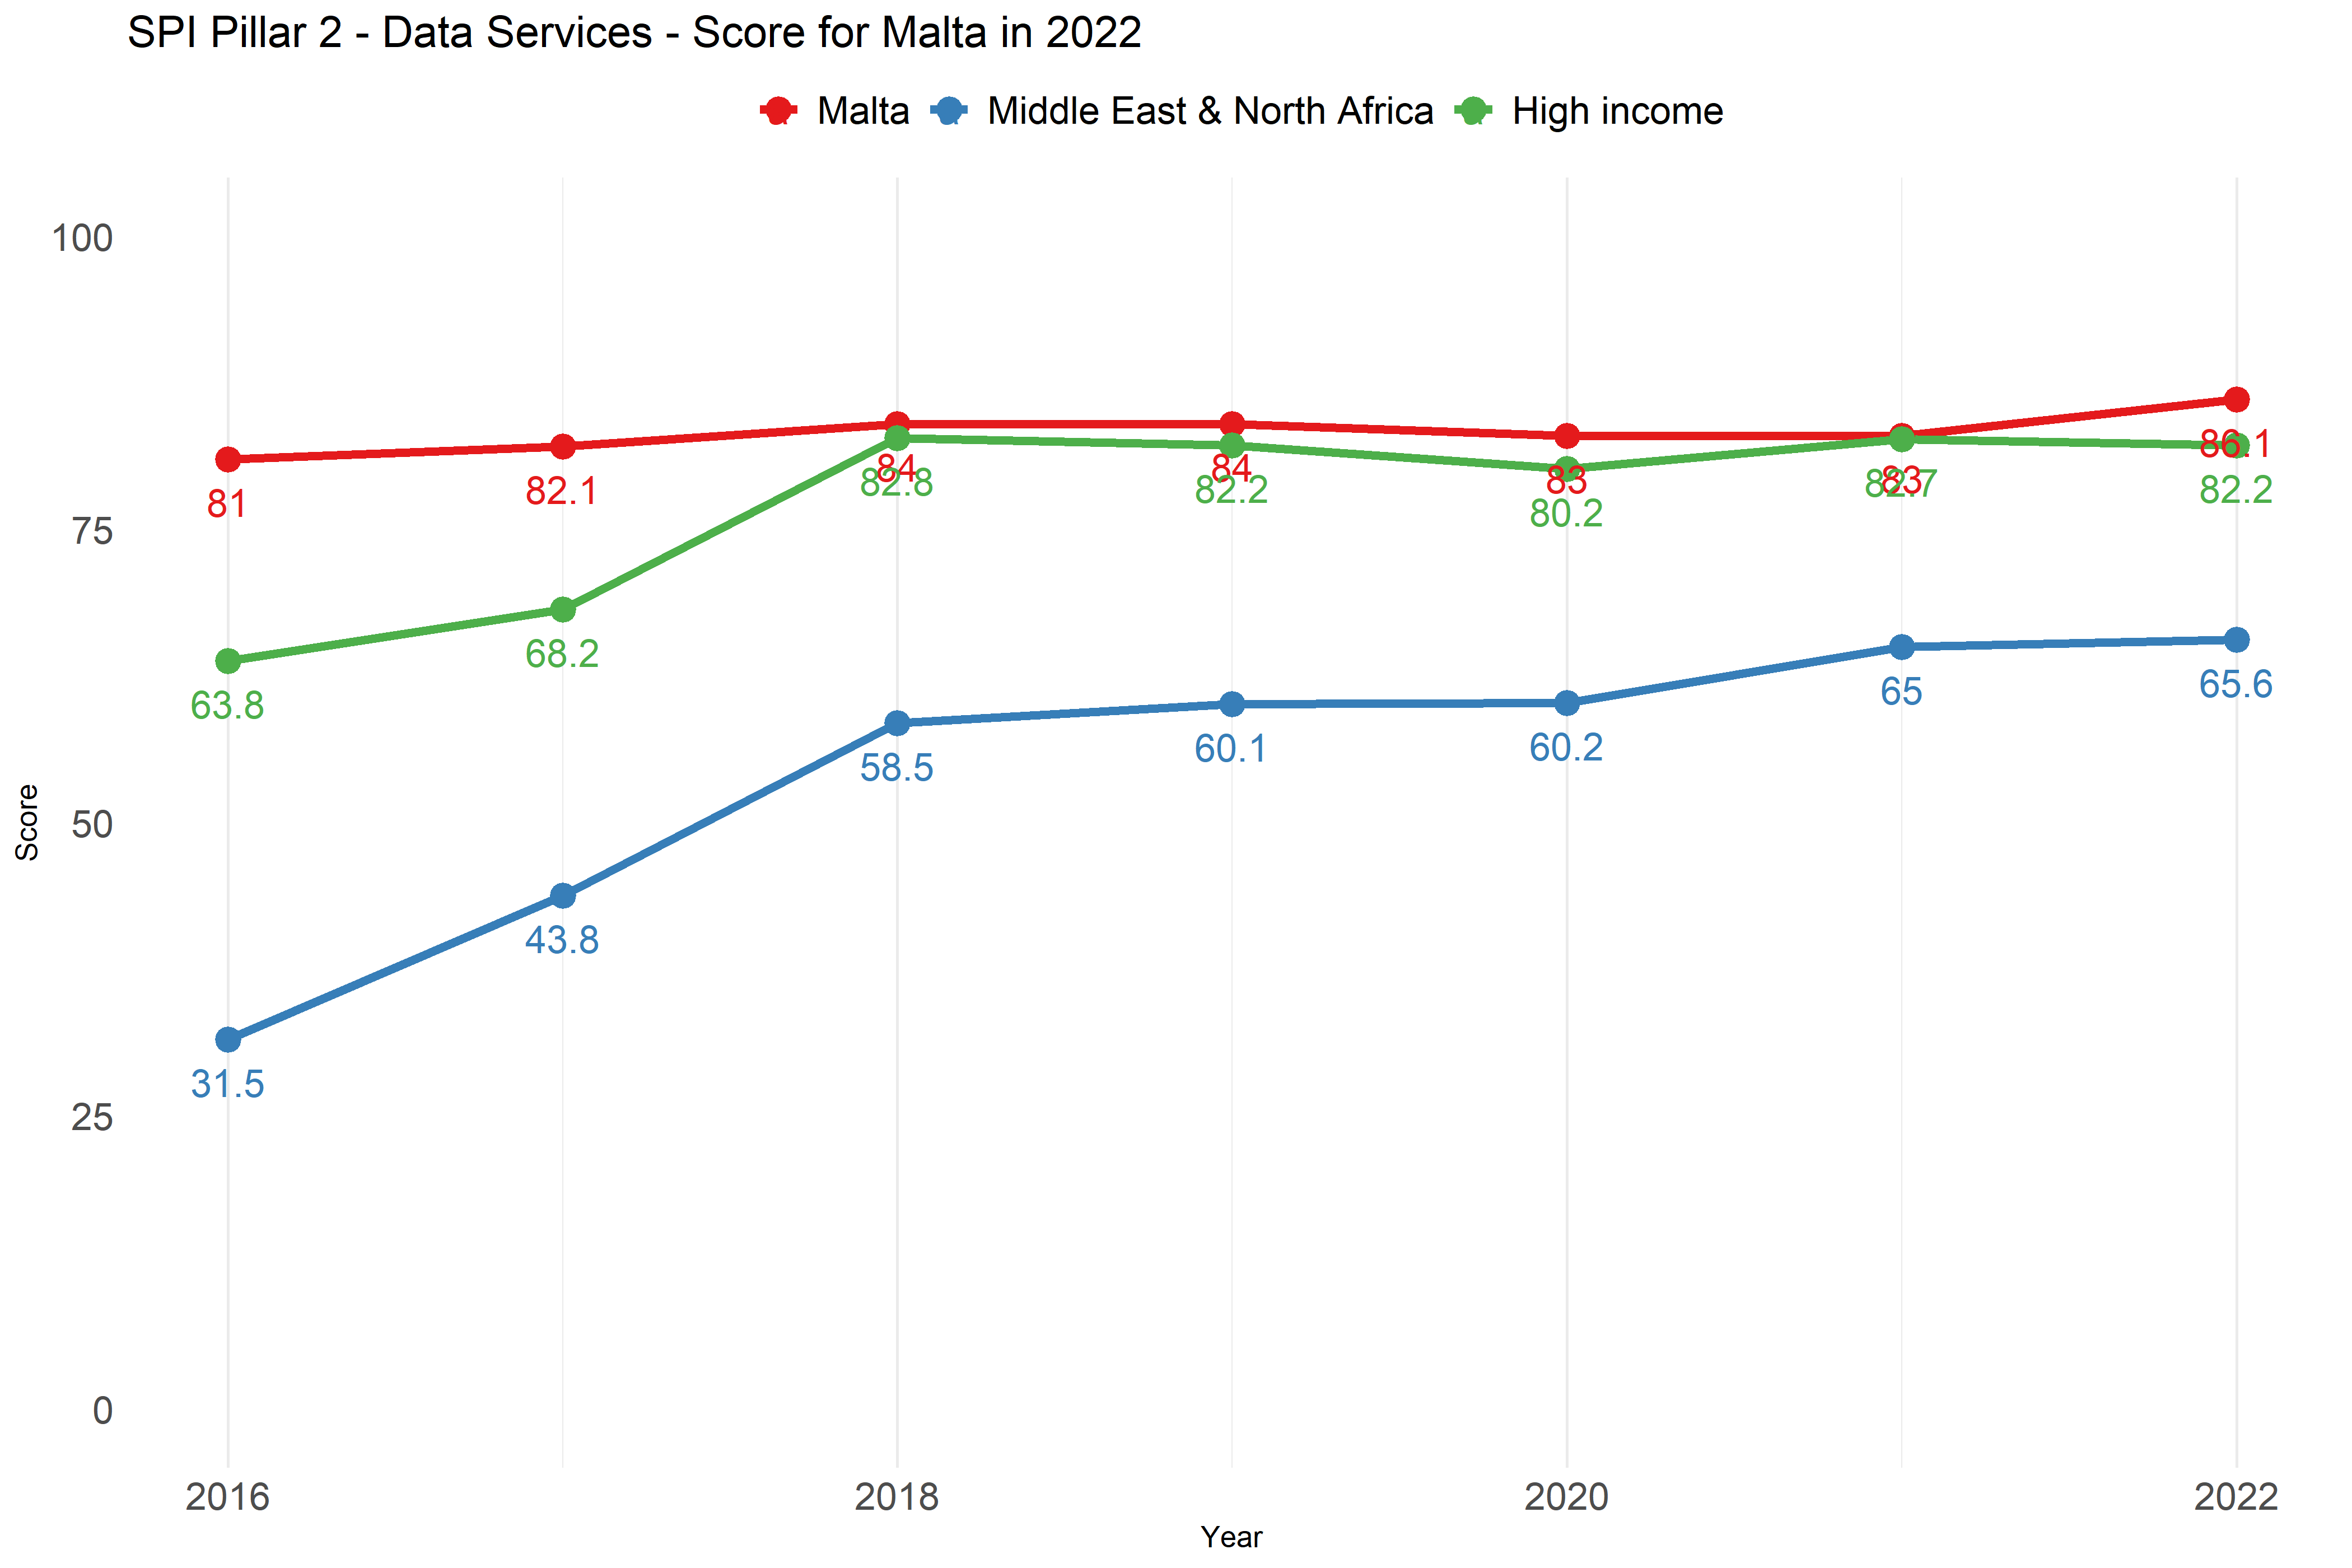 SPI Pillar 2 - Data Services - Score for Malta in 2022
Malta Middle East & North Africa High income
100
75
50
25
0
Score
81 82.1 84 84 83 83 86.1
63.8 68.2 82.8 82.2 80.2 82.7 82.2
31.5 43.8 58.5 60.1 60.2 65 65.6
2016 2018 2020 2022
Year